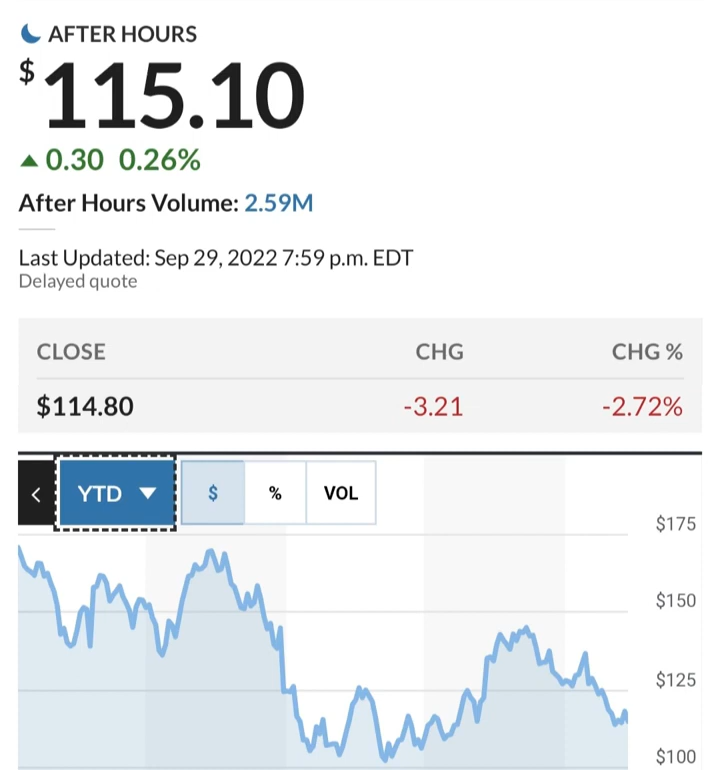 AFTER HOURS
$115.10
0.30 0.26%
After Hours Volume: 2.59M
Last Updated: Sep 29, 2022 7:59 p.m. EDT
Delayed quote
CLOSE CHG CHG %
$114.80 -3.21 -2.72%
YTD $ % VOL
$175
$150
$125
$100